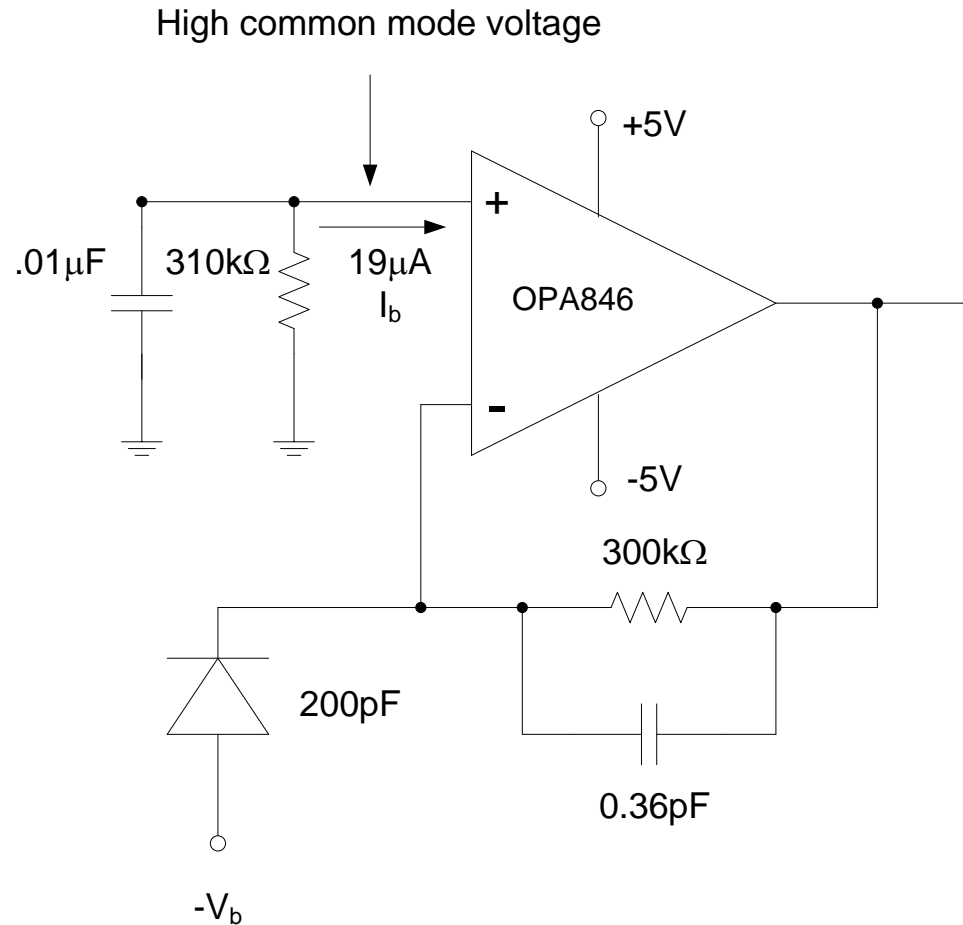 High common mode voltage
+5V
+
.01μF
310kΩ
19μA
I_b
OPA846
-
-5V
300kΩ
200pF
0.36pF
-V_b